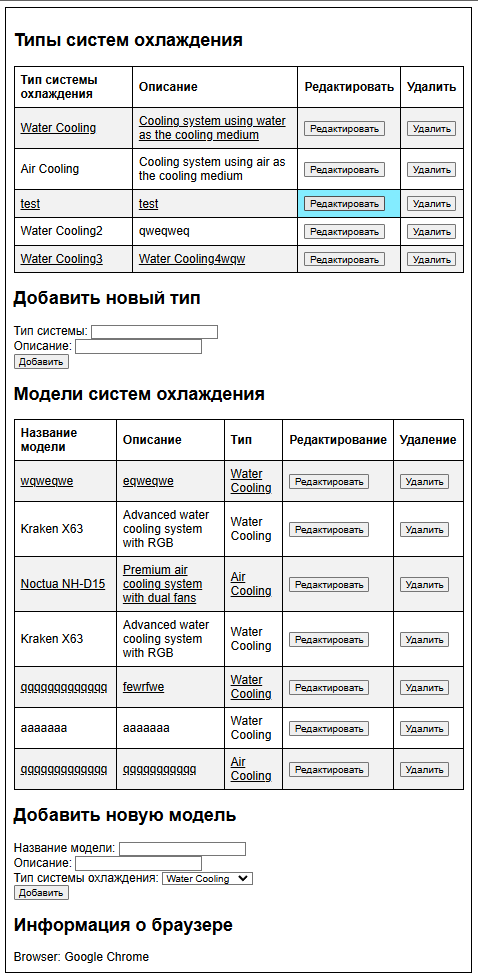 Типы систем охлаждения
Тип системы охлаждения Описание Редактировать Удалить
Water Cooling Cooling system using water as the cooling medium Редактировать Удалить
Air Cooling Cooling system using air as the cooling medium Редактировать Удалить
test test Редактировать Удалить
Water Cooling2 qweqweq Редактировать Удалить
Water Cooling3 Water Cooling4wqw Редактировать Удалить
Добавить новый тип
Тип системы:
Описание:
Добавить
Модели систем охлаждения
Название модели Описание Тип Редактирование Удаление
wqweqwe eqweqwe Water Cooling Редактировать Удалить
Kraken X63 Advanced water cooling system with RGB Water Cooling Редактировать Удалить
Noctua NH-D15 Premium air cooling system with dual fans Air Cooling Редактировать Удалить
Kraken X63 Advanced water cooling system with RGB Water Cooling Редактировать Удалить
qqqqqqqqqqqqq fewrfwe Water Cooling Редактировать Удалить
aaaaaaa aaaaaaa Water Cooling Редактировать Удалить
qqqqqqqqqqqqq qqqqqqqqqqq Air Cooling Редактировать Удалить
Добавить новую модель
Название модели:
Описание:
Тип системы охлаждения: Water Cooling
Добавить
Информация о браузере
Browser: Google Chrome